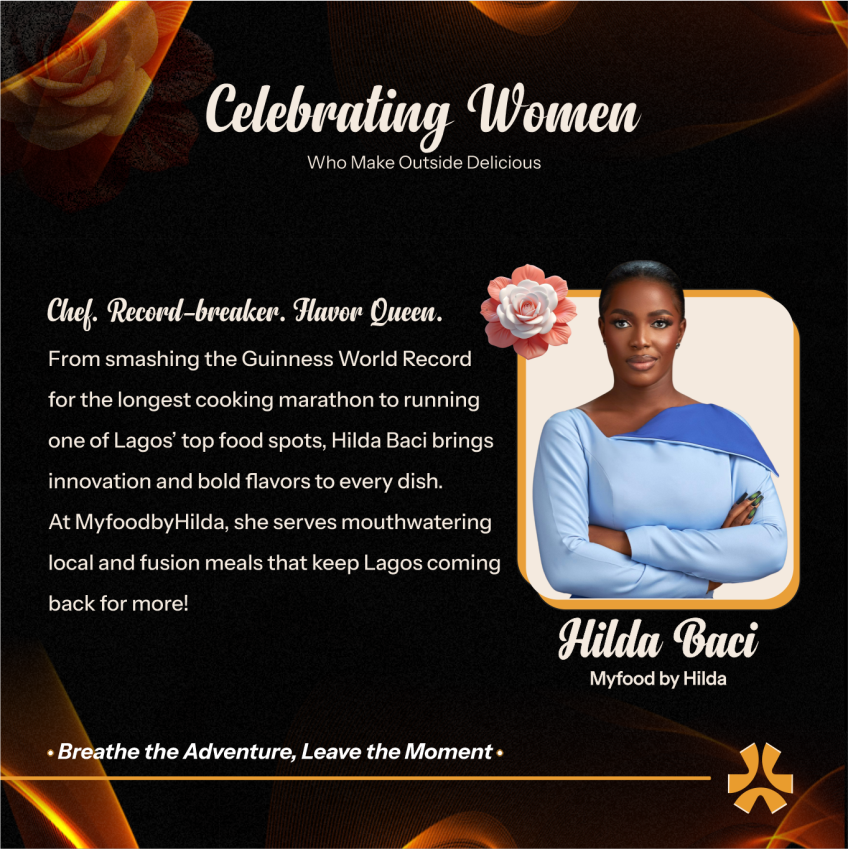 Celebrating Women
Who Make Outside Delicious
Chef. Record-breaker. Flavor Queen.
From smashing the Guinness World Record
for the longest cooking marathon to running
one of Lagos’ top food spots, Hilda Baci brings
innovation and bold flavors to every dish.
At MyfoodbyHilda, she serves mouthwatering
local and fusion meals that keep Lagos coming
back for more!
Hilda Baci
Myfood by Hilda
• Breathe the Adventure, Leave the Moment •